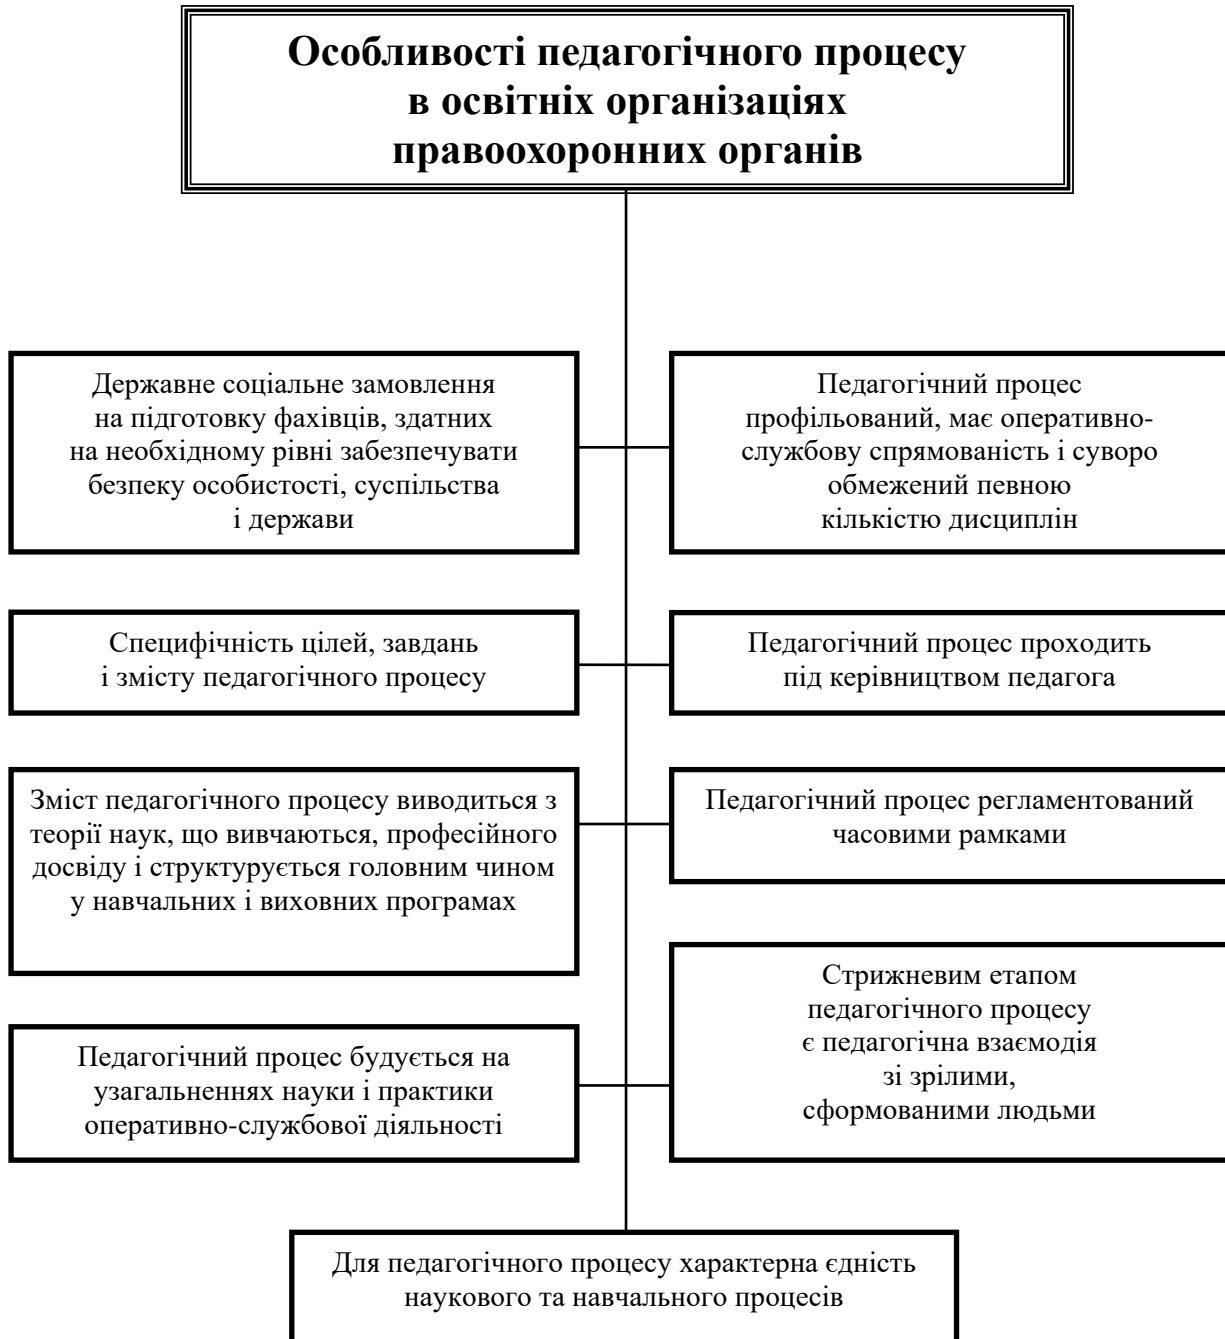 Особливості педагогічного процесу
в освітніх організаціях
правоохоронних органів
Державне соціальне замовлення
на підготовку фахівців, здатних
на необхідному рівні забезпечувати
безпеку особистості, суспільства
і держави
Педагогічний процес
профільований, має оперативно-
службову спрямованість і суворо
обмежений певною
кількістю дисциплін
Специфічність цілей, завдань
і змісту педагогічного процесу
Педагогічний процес проходить
під керівництвом педагога
Зміст педагогічного процесу виводиться з
теорії наук, що вивчаються, професійного
досвіду і структурується головним чином
у навчальних і виховних програмах
Педагогічний процес регламентований
часовими рамками
Педагогічний процес будується на
узагальненнях науки і практики
оперативно-службової діяльності
Стрижневим етапом
педагогічного процесу
є педагогічна взаємодія
зі зрілими,
сформованими людьми
Для педагогічного процесу характерна єдність
наукового та навчального процесів